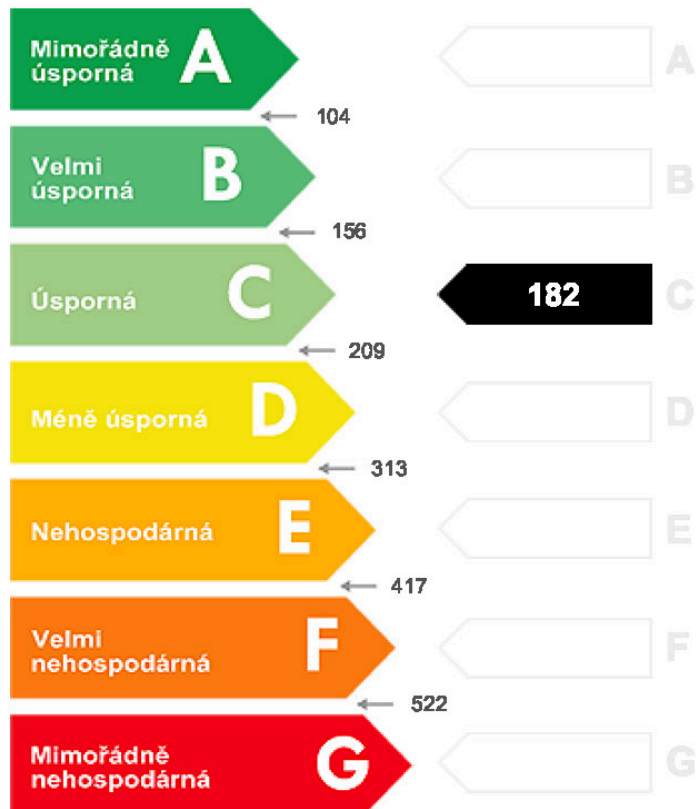 Mimořádně
úsporná
A
A
104
Velmi
úsporná
B
B
156
Úsporná
C
182
C
209
Méně úsporná
D
D
313
Nehospodárná
E
E
417
Velmi
nehospodárná
F
F
522
Mimořádně
nehospodárná
G
G